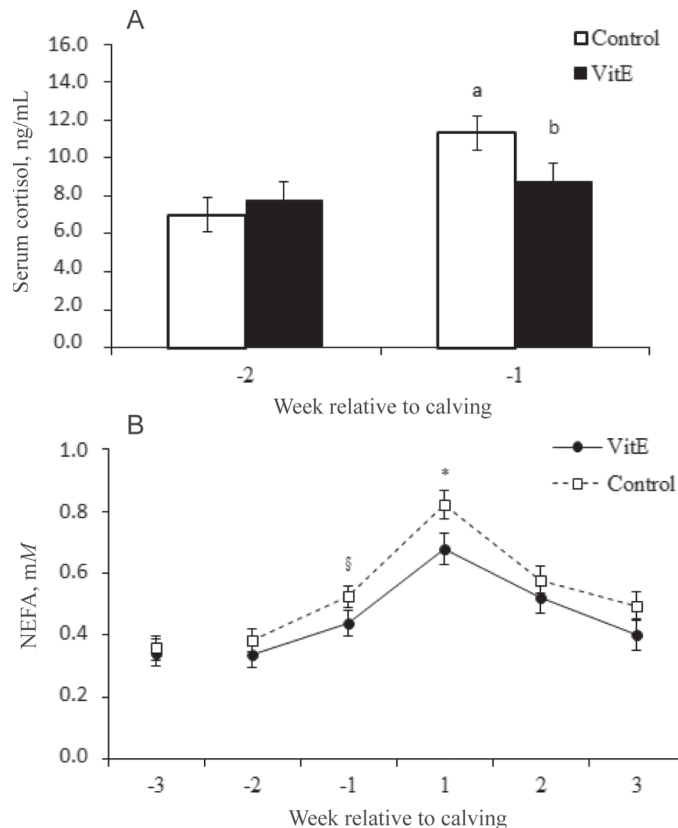 A
16.0
14.0
12.0
10.0
8.0
6.0
4.0
2.0
0.0
Serum cortisol, ng/mL
Control
VitE
a
b
-2
-1
Week relative to calving
B
1.0
0.8
0.6
0.4
0.2
0.0
NEFA, mM
VitE
Control
§
*
-3
-2
-1
1
2
3
Week relative to calving